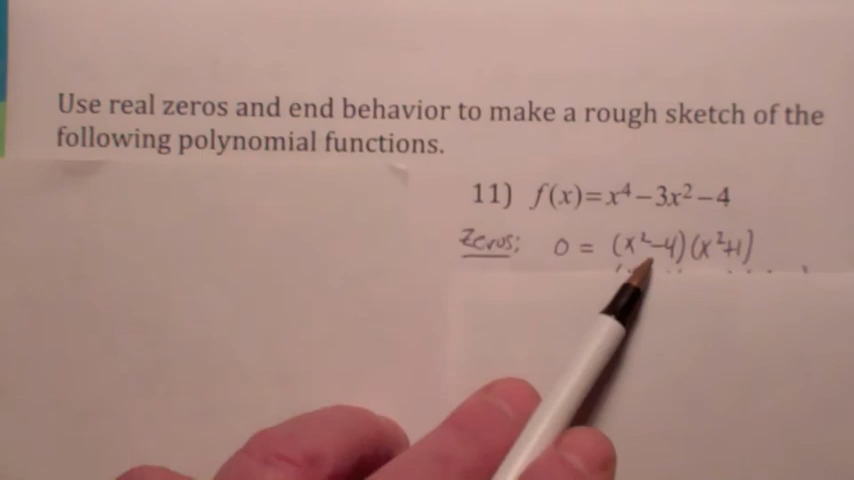 Use real zeros and end behavior to make a rough sketch of the
following polynomial functions.
11) f(x)=x⁴−3x²−4
Zeros: 0 = (x²−4)(x²+1)